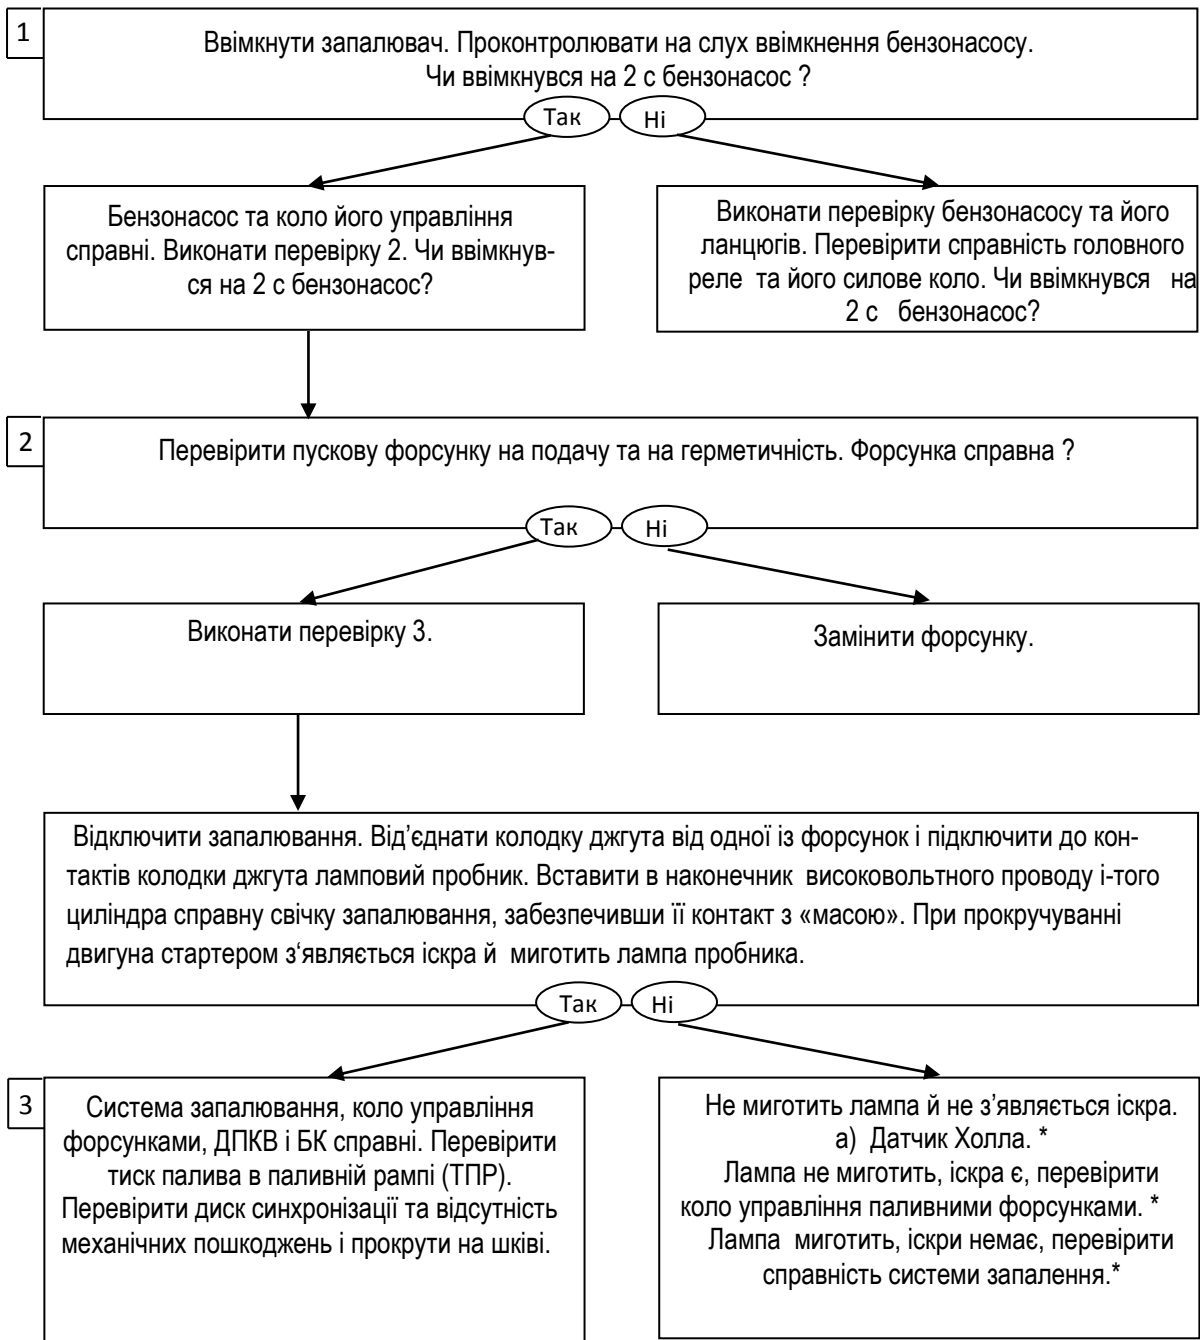 1
Ввімкнути запалювач. Проконтролювати на слух ввімкнення бензонасосу.
Чи ввімкнувся на 2 с бензонасос ?
Так
Ні
Бензонасос та коло його управління
справні. Виконати перевірку 2. Чи ввімкнув-
ся на 2 с бензонасос?
Виконати перевірку бензонасосу та його
ланцюгів. Перевірити справність головного
реле та його силове коло. Чи ввімкнувся на
2 с бензонасос?
2
Перевірити пускову форсунку на подачу та на герметичність. Форсунка справна ?
Так
Ні
Виконати перевірку 3.
Замінити форсунку.
Відключити запалювання. Від’єднати колодку джгута від одної із форсунок і підключити до кон-
тактів колодки джгута ламповий пробник. Вставити в наконечник високовольтного проводу і-того
циліндра справну свічку запалювання, забезпечивши її контакт з «масою». При прокручуванні
двигуна стартером з‘являється іскра й миготить лампа пробника.
Так
Ні
3
Система запалювання, коло управління
форсунками, ДПКВ і БК справні. Перевірити
тиск палива в паливній рампі (ТПР).
Перевірити диск синхронізації та відсутність
механічних пошкоджень і прокрути на шківі.
Не миготить лампа й не з’являється іскра.
а) Датчик Холла. *
Лампа не миготить, іскра є, перевірити
коло управління паливними форсунками. *
Лампа миготить, іскри немає, перевірити
справність системи запалення.*